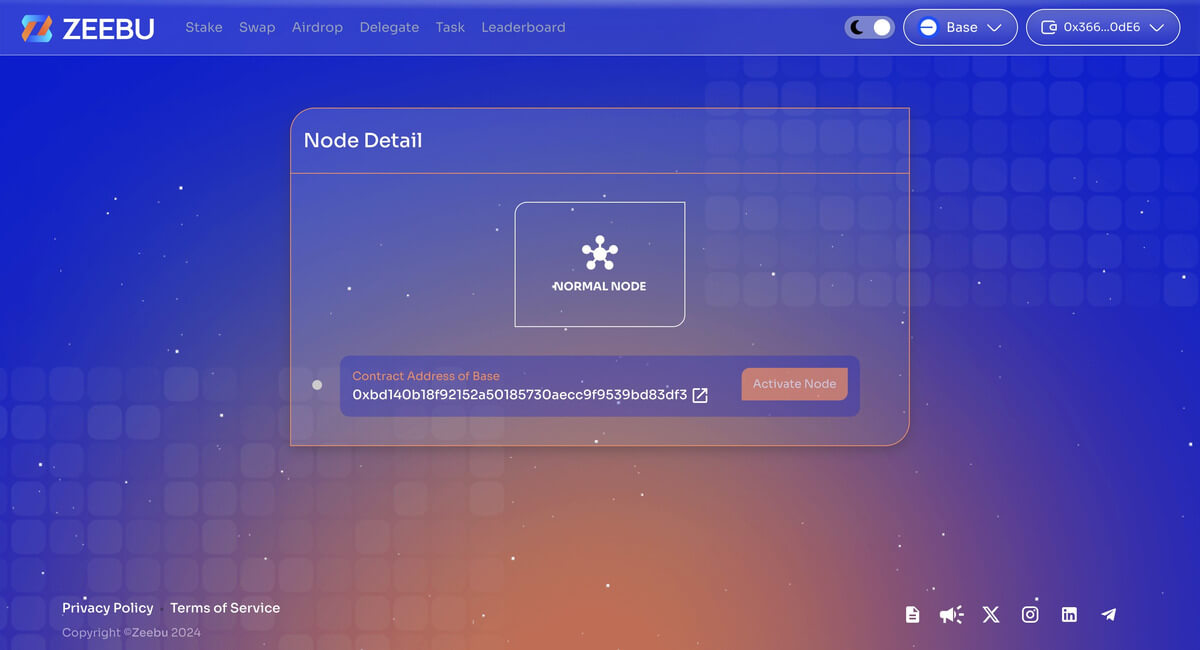 ZEEBU
Stake Swap Airdrop Delegate Task Leaderboard
Base
0x366...0dE6
Node Detail
NORMAL NODE
Contract Address of Base
0xbd140b18f92152a50185730aecc9f9539bd83df3
Activate Node
Privacy Policy Terms of Service
Copyright ©Zeebu 2024